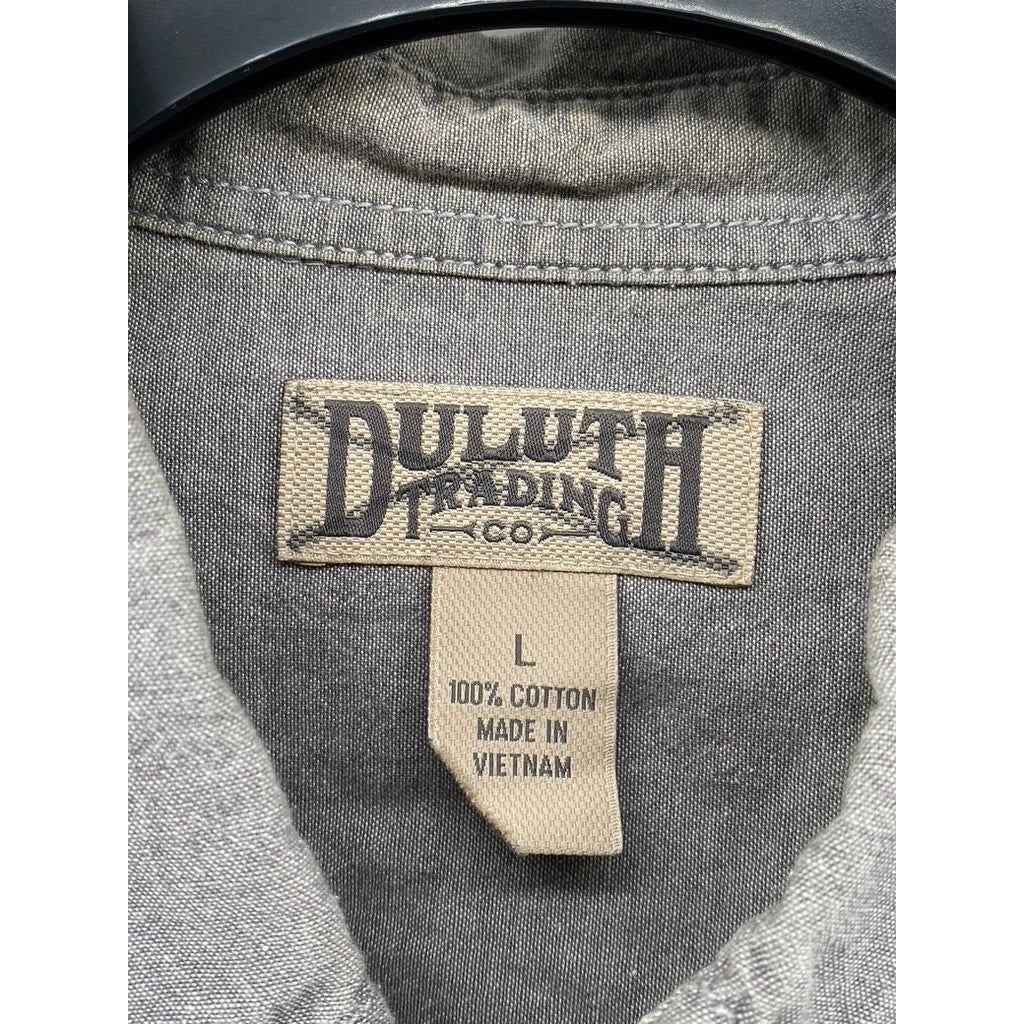 DULUTH
TRADING
CO
L
100% COTTON
MADE IN
VIETNAM